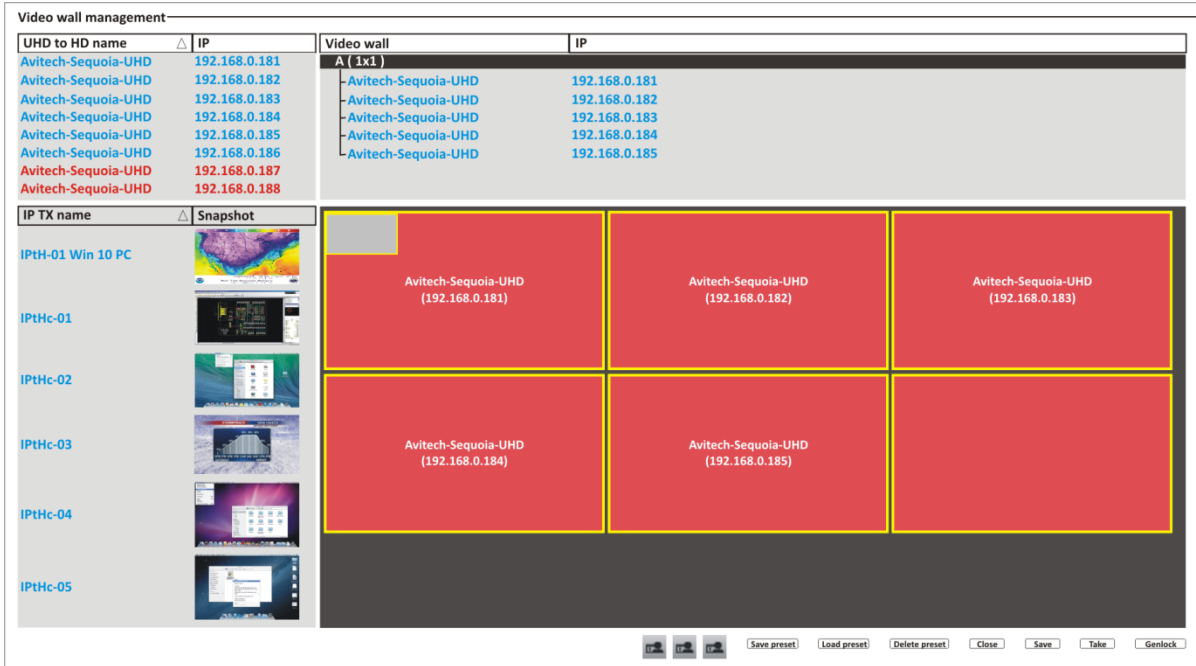 Video wall management
UHD to HD name △ IP
Avitech-Sequoia-UHD 192.168.0.181
Avitech-Sequoia-UHD 192.168.0.182
Avitech-Sequoia-UHD 192.168.0.183
Avitech-Sequoia-UHD 192.168.0.184
Avitech-Sequoia-UHD 192.168.0.185
Avitech-Sequoia-UHD 192.168.0.186
Avitech-Sequoia-UHD 192.168.0.187
Avitech-Sequoia-UHD 192.168.0.188
Video wall IP
A ( 1x1 )
Avitech-Sequoia-UHD 192.168.0.181
Avitech-Sequoia-UHD 192.168.0.182
Avitech-Sequoia-UHD 192.168.0.183
Avitech-Sequoia-UHD 192.168.0.184
Avitech-Sequoia-UHD 192.168.0.185
IP TX name △ Snapshot
IPtH-01 Win 10 PC
IPtHc-01
IPtHc-02
IPtHc-03
IPtHc-04
IPtHc-05
Avitech-Sequoia-UHD
(192.168.0.181)
Avitech-Sequoia-UHD
(192.168.0.182)
Avitech-Sequoia-UHD
(192.168.0.183)
Avitech-Sequoia-UHD
(192.168.0.184)
Avitech-Sequoia-UHD
(192.168.0.185)
Save preset Load preset Delete preset Close Save Take Genlock